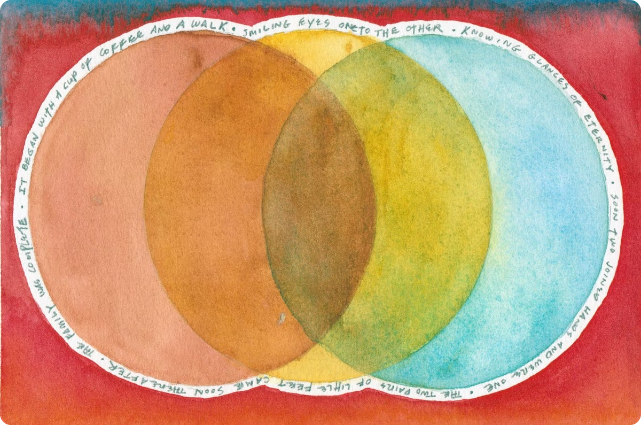 IT BEGAN WITH A CUP OF COFFEE AND A WALK • SMILING EYES ONE TO THE OTHER • KNOWING GLANCES OF ETERNITY • SOON TWO JOINED HANDS AND WERE ONE • THE TWO PAIRS OF LITTLE FEET CAME SOON THEREAFTER • THE FAMILY WAS COMPLETE •